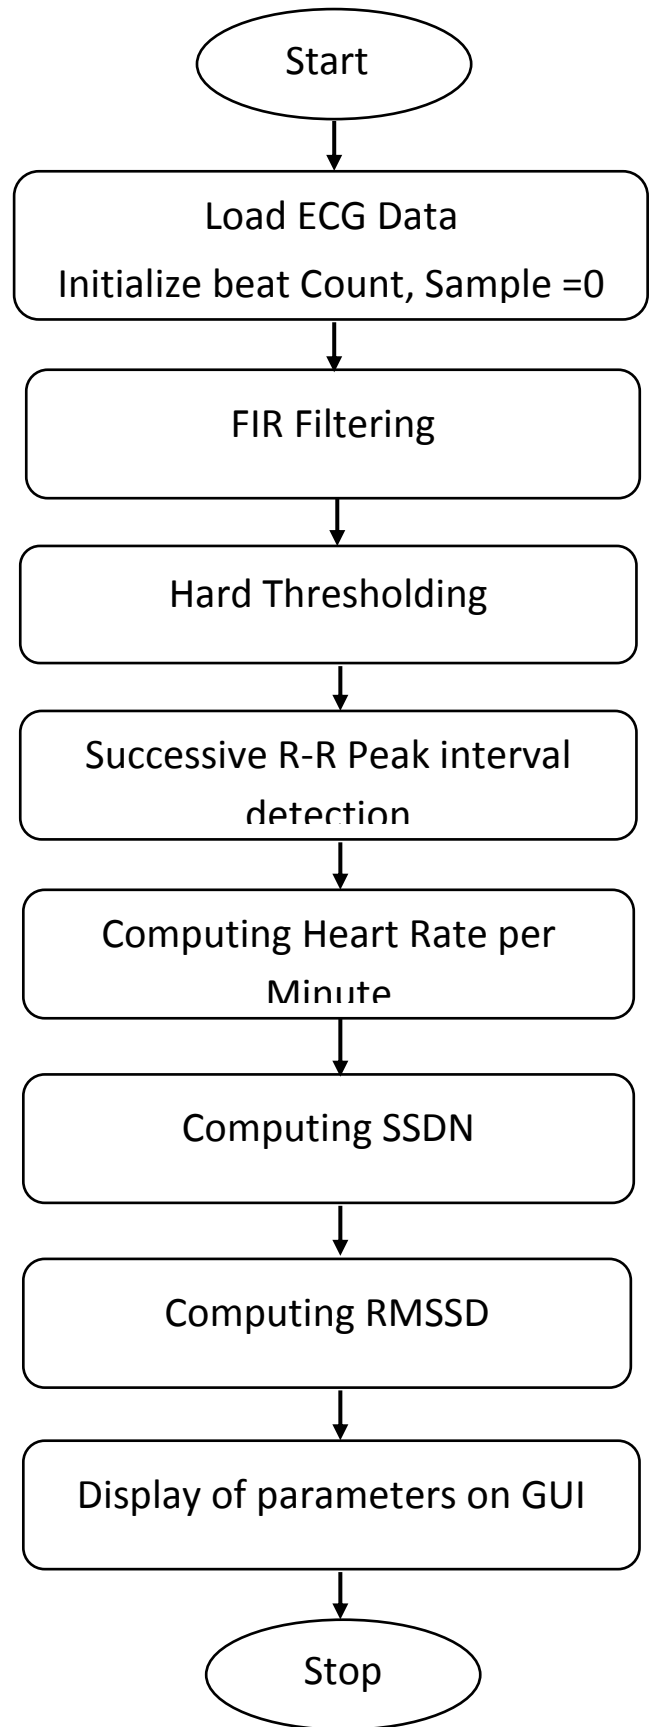 Start
Load ECG Data
Initialize beat Count, Sample =0
FIR Filtering
Hard Thresholding
Successive R-R Peak interval
detection
Computing Heart Rate per
Minute
Computing SSDN
Computing RMSSD
Display of parameters on GUI
Stop